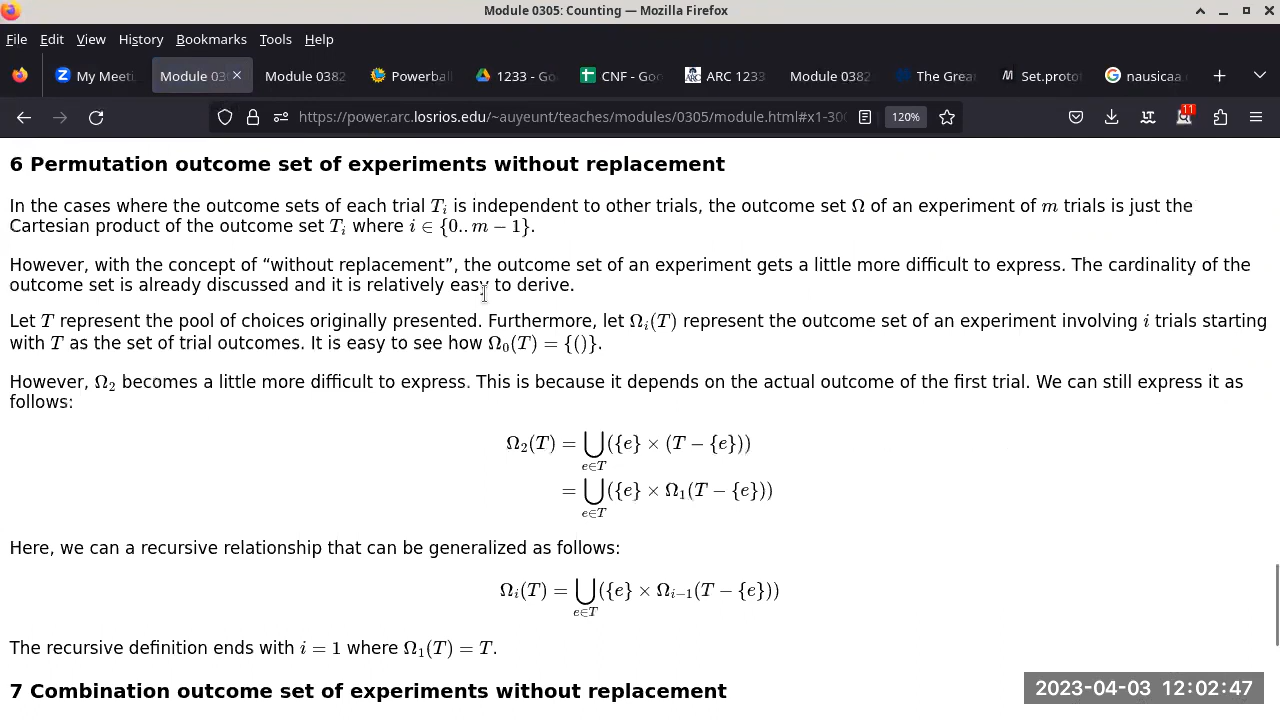 Module 0305: Counting — Mozilla Firefox
File Edit View History Bookmarks Tools Help
My Meeti Module 030 Module 0382 Powerball 1233 - Go CNF - Goo ARC 1233 Module 0382 The Grea Set.protot nausicaa
https://power.arc.losrios.edu/~auyeunt/teaches/modules/0305/module.html#x1-300 120% 11
6 Permutation outcome set of experiments without replacement
In the cases where the outcome sets of each trial Tᵢ is independent to other trials, the outcome set Ω of an experiment of m trials is just the
Cartesian product of the outcome set Tᵢ where i ∈ {0.. m − 1}.
However, with the concept of “without replacement”, the outcome set of an experiment gets a little more difficult to express. The cardinality of the
outcome set is already discussed and it is relatively easy to derive.
Let T represent the pool of choices originally presented. Furthermore, let Ωᵢ(T) represent the outcome set of an experiment involving i trials starting
with T as the set of trial outcomes. It is easy to see how Ω₀(T) = {()}.
However, Ω₂ becomes a little more difficult to express. This is because it depends on the actual outcome of the first trial. We can still express it as
follows:
Ω₂(T) = ⋃({e} × (T − {e}))
e∈T
= ⋃({e} × Ω₁(T − {e}))
e∈T
Here, we can a recursive relationship that can be generalized as follows:
Ωᵢ(T) = ⋃({e} × Ωᵢ₋₁(T − {e}))
e∈T
The recursive definition ends with i = 1 where Ω₁(T) = T.
7 Combination outcome set of experiments without replacement
2023-04-03 12:02:47